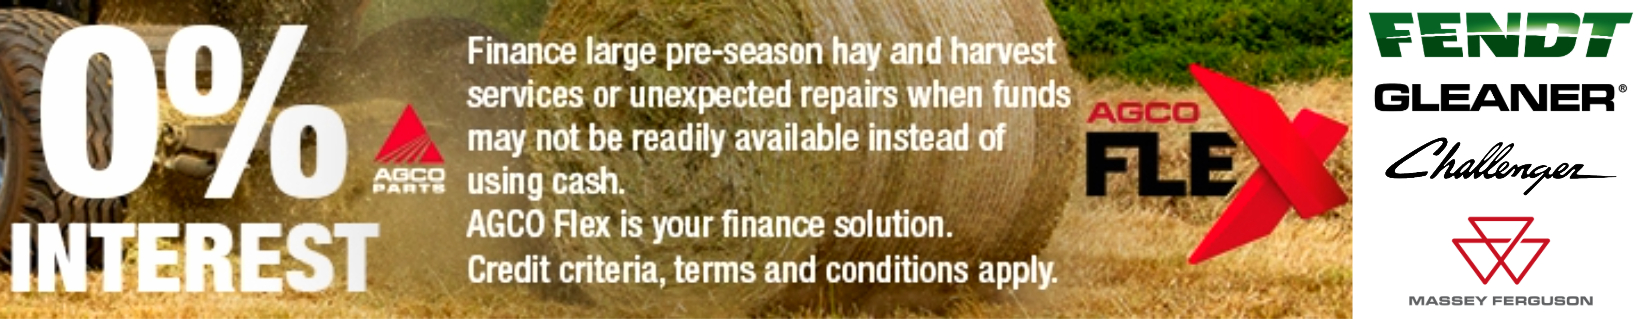 0%
INTEREST
AGCO
PARTS
Finance large pre-season hay and harvest
services or unexpected repairs when funds
may not be readily available instead of
using cash.
AGCO Flex is your finance solution.
Credit criteria, terms and conditions apply.
AGCO
FLEX
FENDT
GLEANER®
Challenger
MASSEY FERGUSON